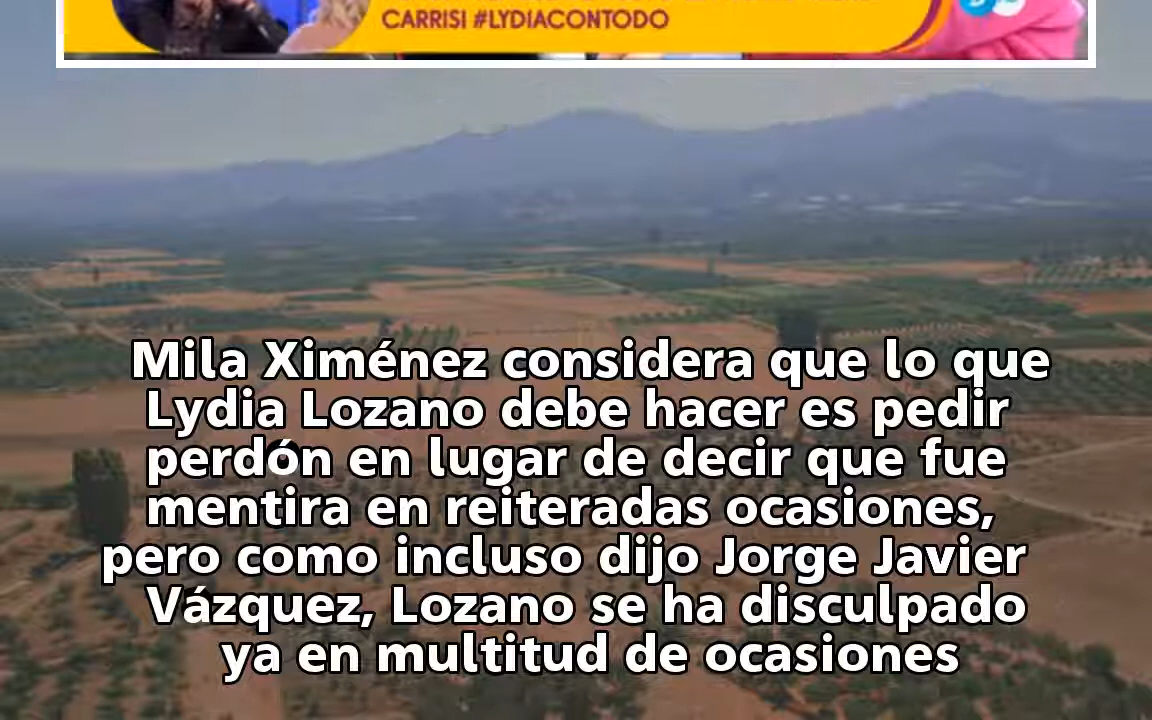 CARRISI #LYDIACONTODO
Mila Ximénez considera que lo que
Lydia Lozano debe hacer es pedir
perdón en lugar de decir que fue
mentira en reiteradas ocasiones,
pero como incluso dijo Jorge Javier
Vázquez, Lozano se ha disculpado
ya en multitud de ocasiones